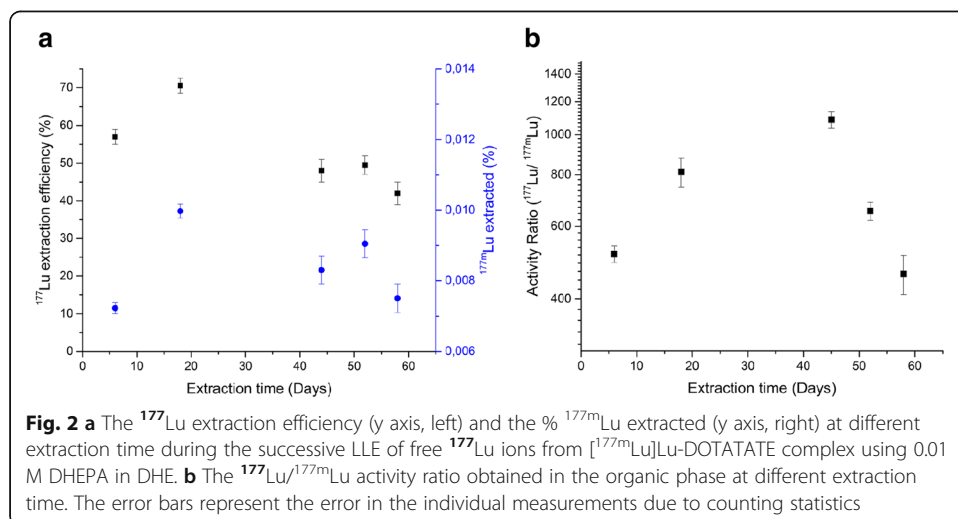 a
b
0,014
0,012
0,010
0,008
0,006
70
60
50
40
30
20
10
0
¹⁷⁷Lu extraction efficiency (%)
¹⁷⁷ᵐLu extracted (%)
0 10 20 30 40 50 60
Extraction time (Days)
1400
1200
1000
800
600
400
Activity Ratio (¹⁷⁷Lu/ ¹⁷⁷ᵐLu)
0 10 20 30 40 50 60
Extraction time (Days)
Fig. 2 a The ¹⁷⁷Lu extraction efficiency (y axis, left) and the % ¹⁷⁷ᵐLu extracted (y axis, right) at different
extraction time during the successive LLE of free ¹⁷⁷Lu ions from [¹⁷⁷ᵐLu]Lu-DOTATATE complex using 0.01
M DHEPA in DHE. b The ¹⁷⁷Lu/¹⁷⁷ᵐLu activity ratio obtained in the organic phase at different extraction
time. The error bars represent the error in the individual measurements due to counting statistics